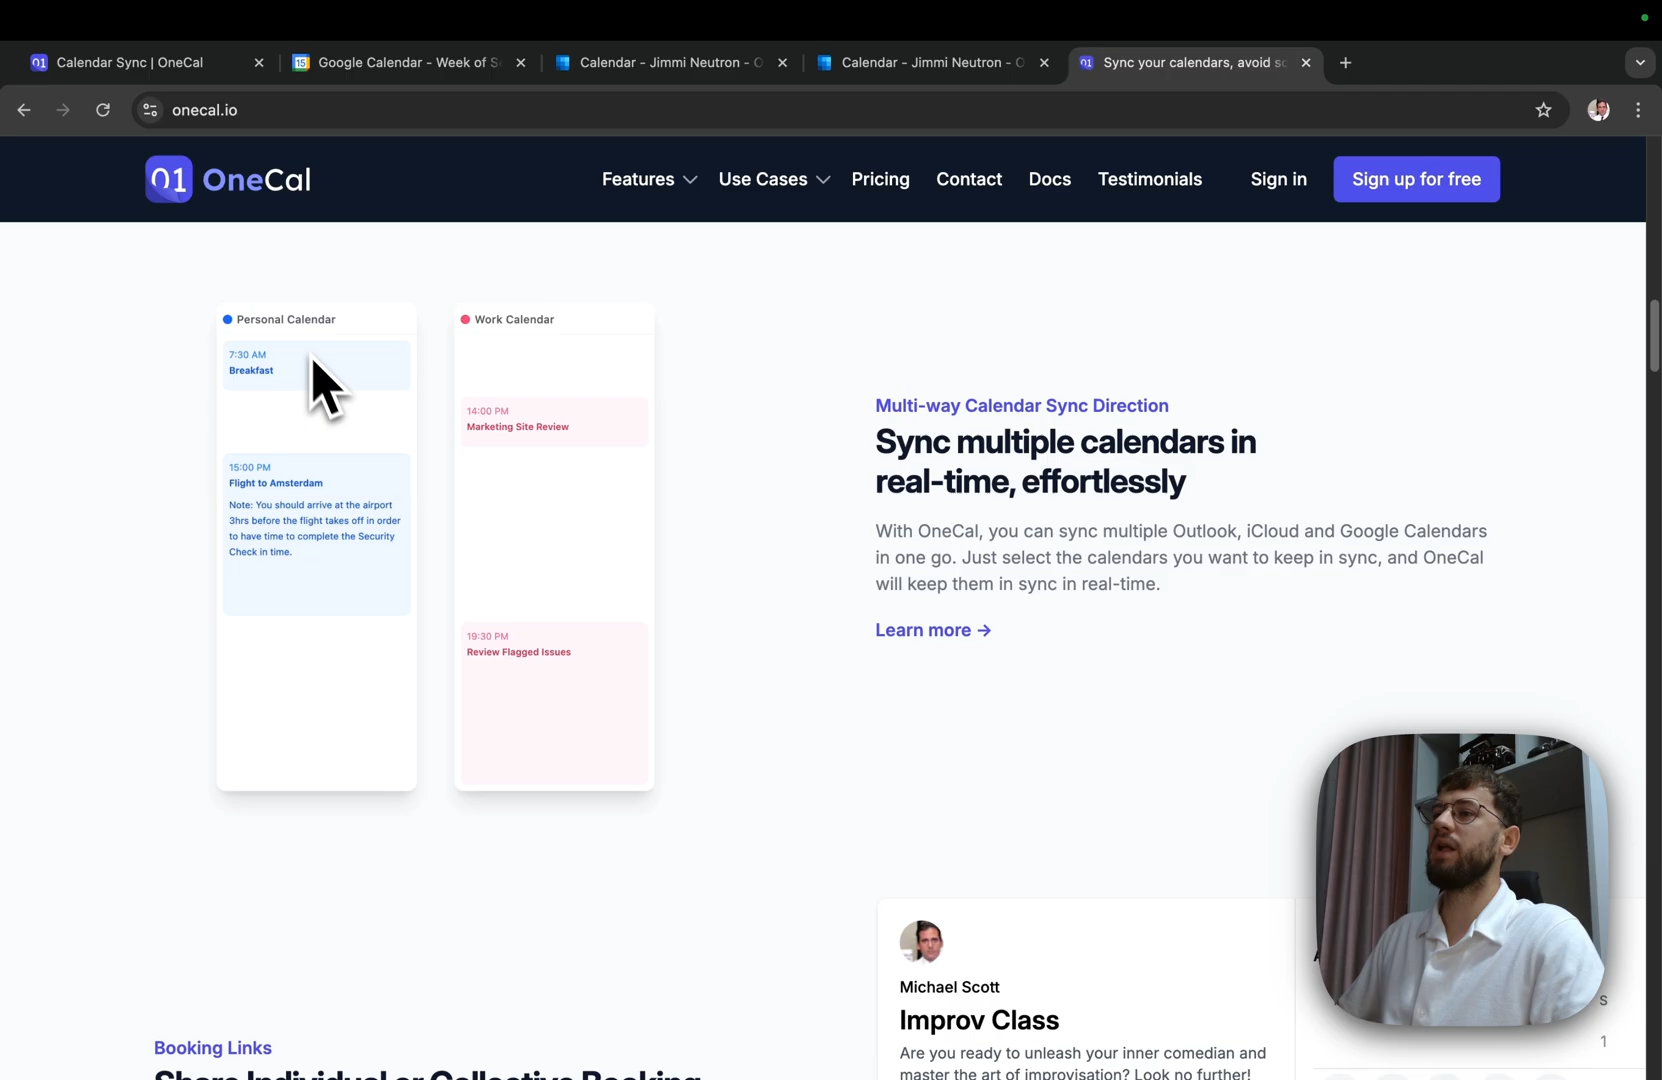 Calendar Sync | OneCal
Google Calendar - Week of S
Calendar - Jimmi Neutron - O
Calendar - Jimmi Neutron - O
Sync your calendars, avoid sc
onecal.io
01 OneCal
Features
Use Cases
Pricing
Contact
Docs
Testimonials
Sign in
Sign up for free
Personal Calendar
7:30 AM
Breakfast
15:00 PM
Flight to Amsterdam
Note: You should arrive at the airport
3hrs before the flight takes off in order
to have time to complete the Security
Check in time.
Work Calendar
14:00 PM
Marketing Site Review
19:30 PM
Review Flagged Issues
Multi-way Calendar Sync Direction
Sync multiple calendars in
real-time, effortlessly
With OneCal, you can sync multiple Outlook, iCloud and Google Calendars
in one go. Just select the calendars you want to keep in sync, and OneCal
will keep them in sync in real-time.
Learn more →
Michael Scott
Improv Class
Are you ready to unleash your inner comedian and
master the art of improvisation? Look no further!
S
1
Booking Links
Share Individual or Collective Booking